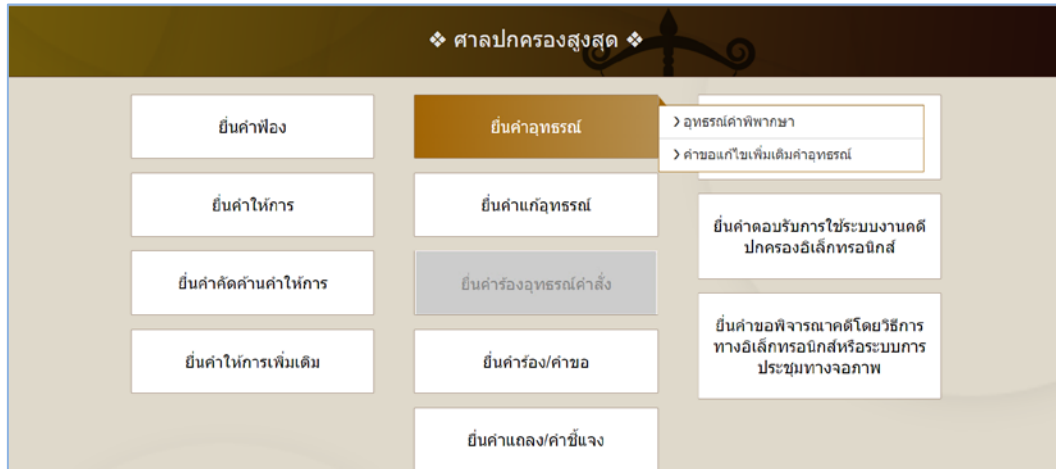 ❖ ศาลปกครองสูงสุด ❖
ยื่นคำฟ้อง
ยื่นคำให้การ
ยื่นคำคัดค้านคำให้การ
ยื่นคำให้การเพิ่มเติม
ยื่นคำอุทธรณ์
> อุทธรณ์คำพิพากษา
> คำขอแก้ไขเพิ่มเติมคำอุทธรณ์
ยื่นคำแก้อุทธรณ์
ยื่นคำร้องอุทธรณ์คำสั่ง
ยื่นคำร้อง/คำขอ
ยื่นคำแถลง/คำชี้แจง
ยื่นคำตอบรับการใช้ระบบงานคดี
ปกครองอิเล็กทรอนิกส์
ยื่นคำขอพิจารณาคดีโดยวิธีการ
ทางอิเล็กทรอนิกส์หรือระบบการ
ประชุมทางจอภาพ